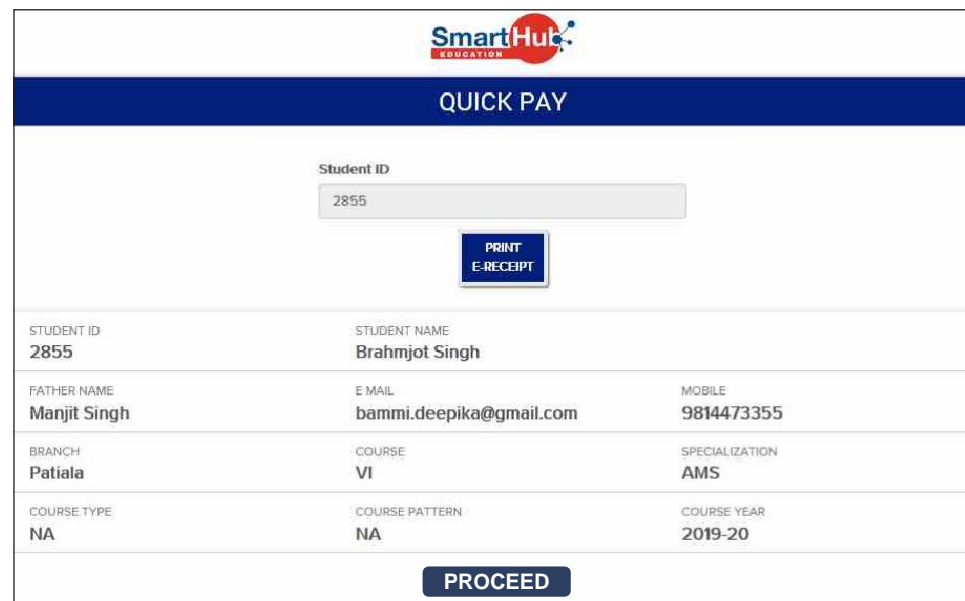 SmartHub
EDUCATION
QUICK PAY
Student ID
2855
PRINT
E-RECEIPT
STUDENT ID STUDENT NAME
2855 Brahmjot Singh
FATHER NAME E MAIL MOBILE
Manjit Singh bammi.deepika@gmail.com 9814473355
BRANCH COURSE SPECIALIZATION
Patiala VI AMS
COURSE TYPE COURSE PATTERN COURSE YEAR
NA NA 2019-20
PROCEED